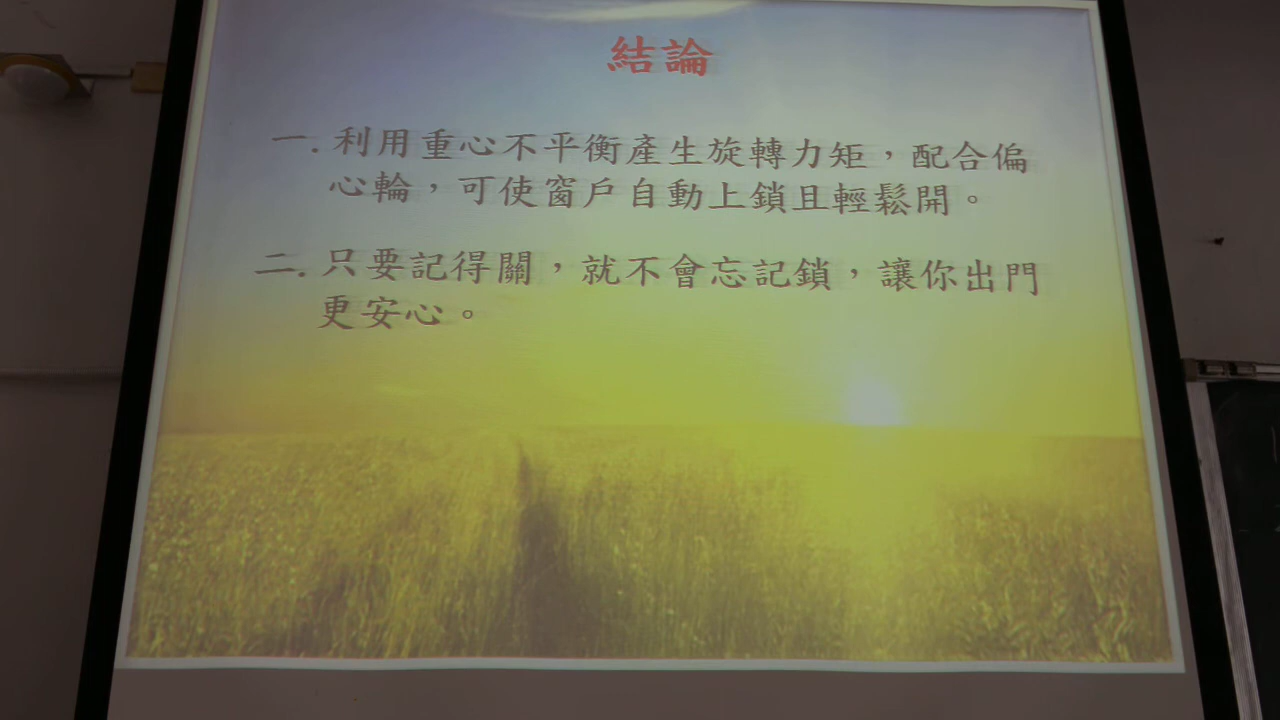 結論
一.利用重心不平衡產生旋轉力矩，配合偏
心輪，可使窗戶自動上鎖且輕鬆開。
二.只要記得關，就不會忘記鎖，讓你出門
更安心。